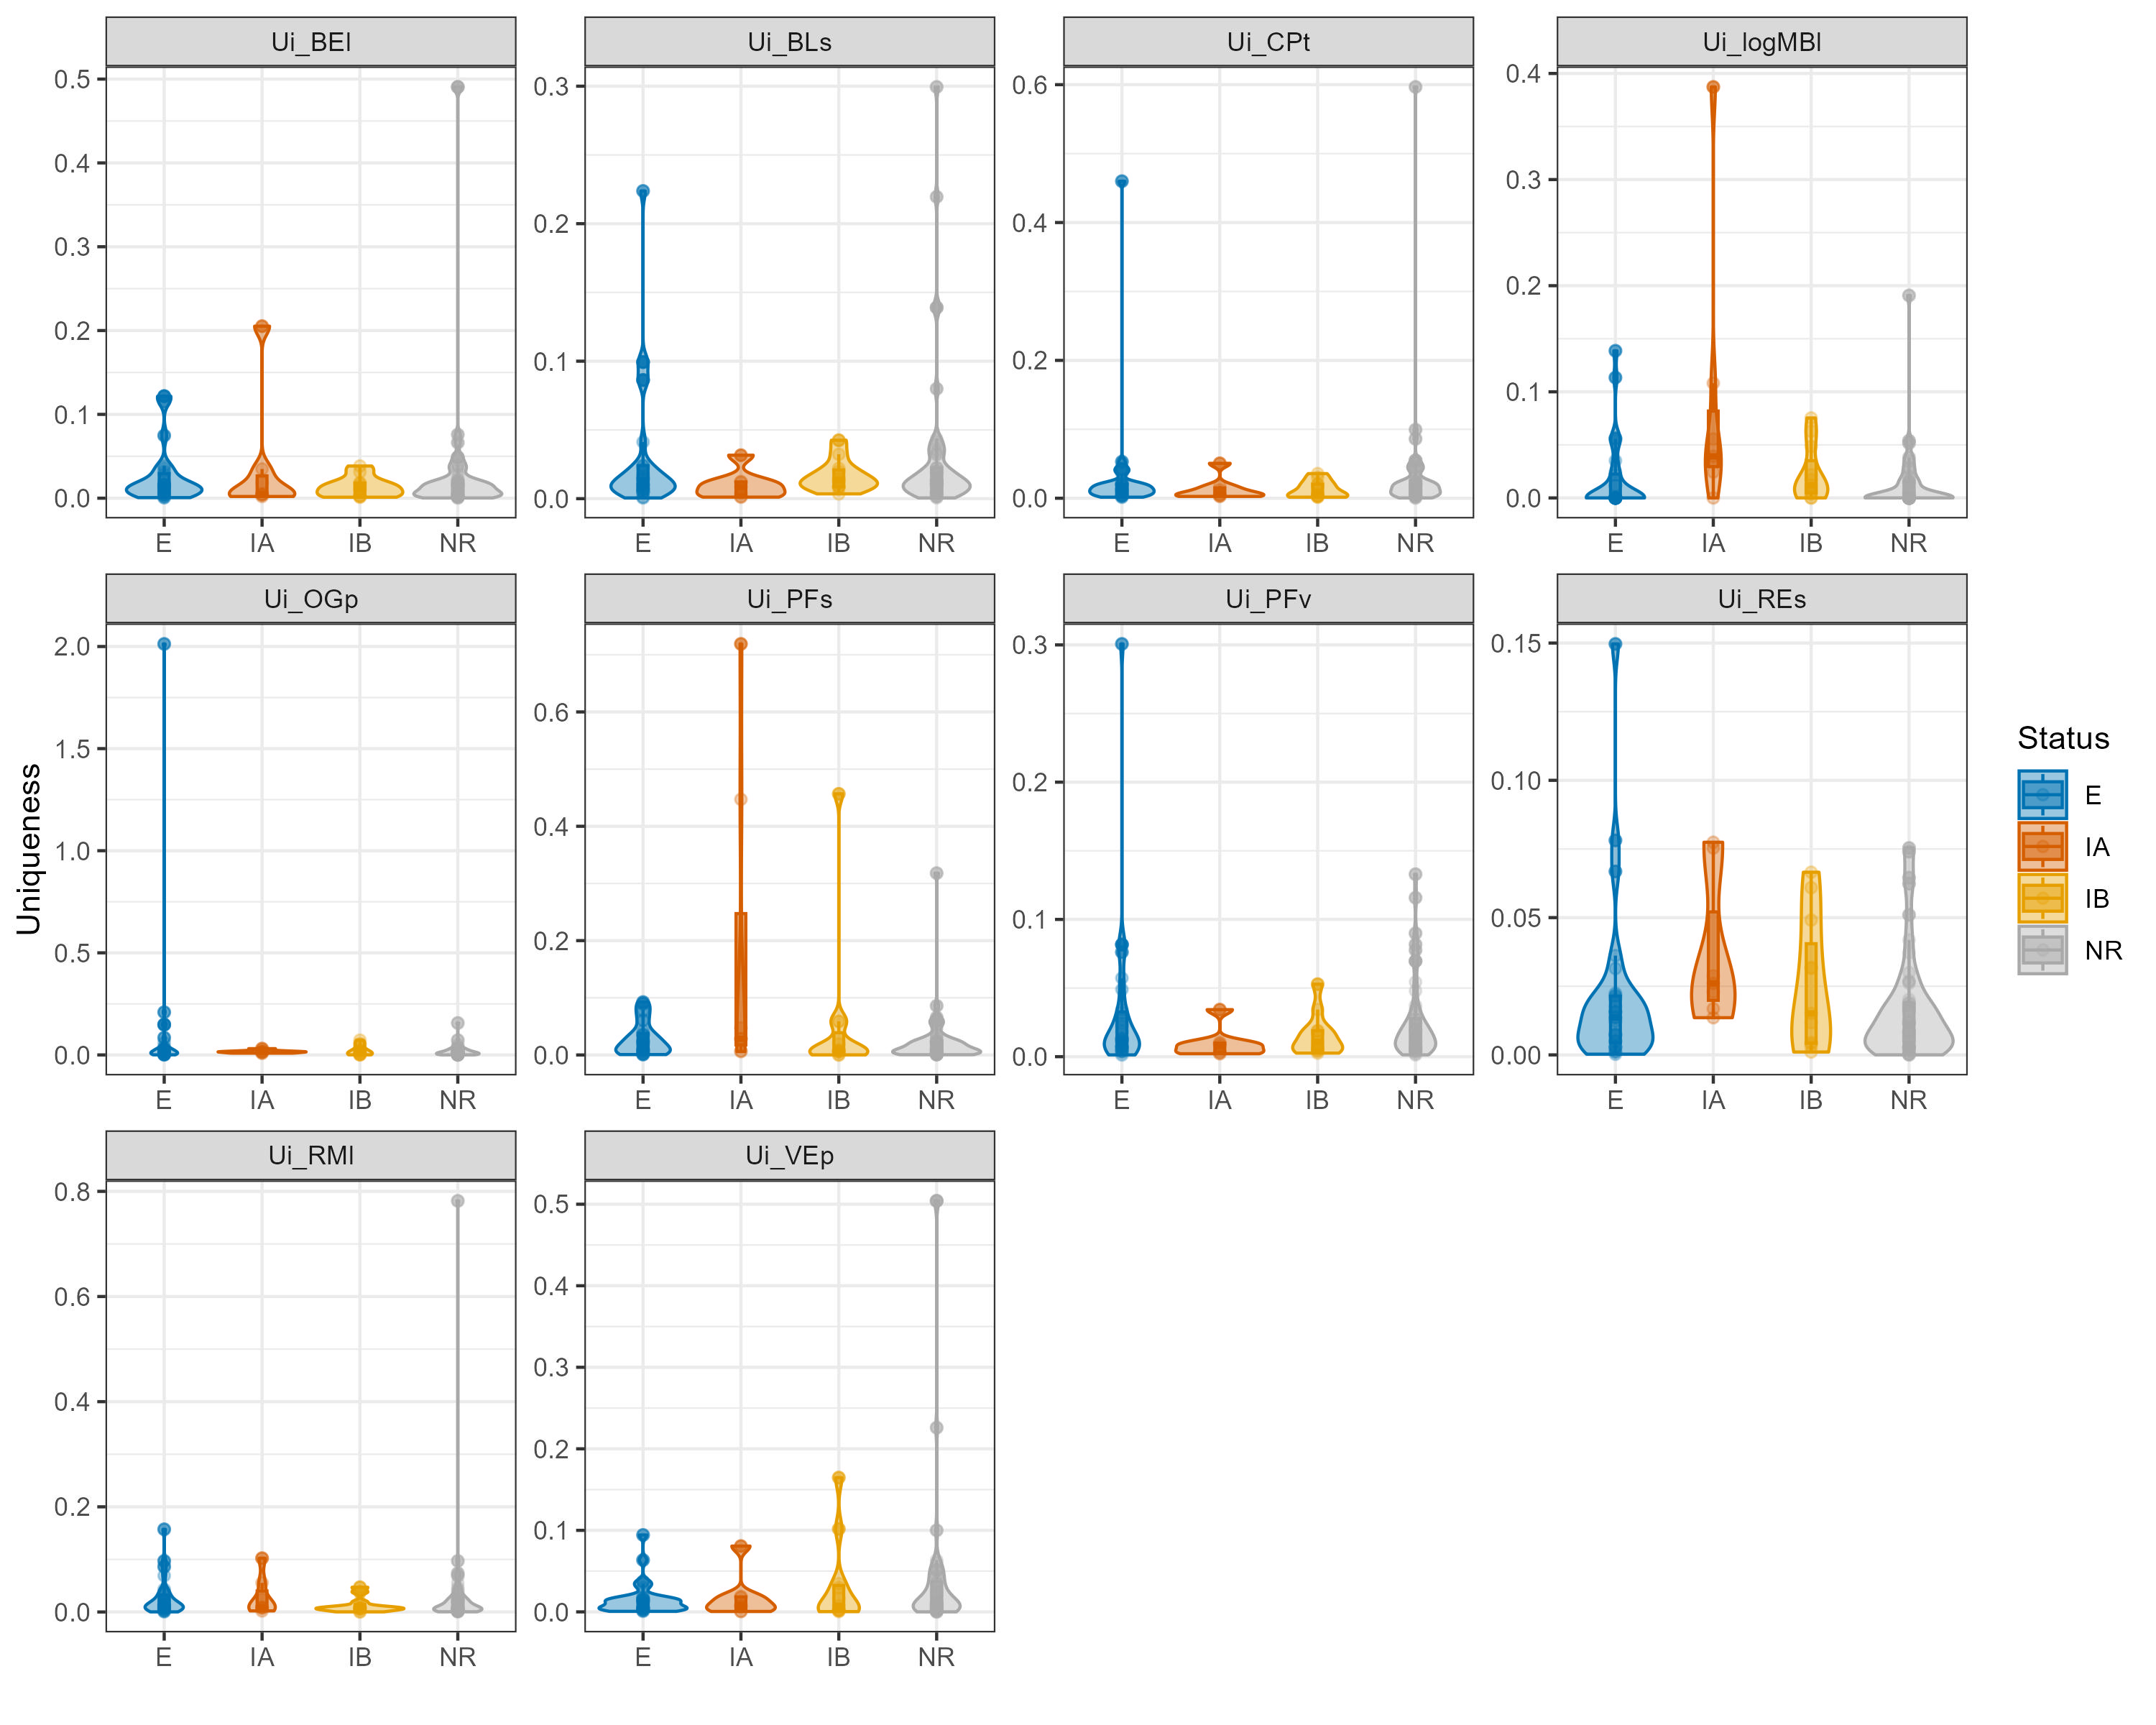 Ui_BEl
Ui_BLs
Ui_CPt
Ui_logMBl
0.5
0.4
0.3
0.2
0.1
0.0
E
IA
IB
NR
0.3
0.2
0.1
0.0
E
IA
IB
NR
0.6
0.4
0.2
0.0
E
IA
IB
NR
0.4
0.3
0.2
0.1
0.0
E
IA
IB
NR
Ui_OGp
Ui_PFs
Ui_PFv
Ui_REs
Uniqueness
2.0
1.5
1.0
0.5
0.0
E
IA
IB
NR
0.6
0.4
0.2
0.0
E
IA
IB
NR
0.3
0.2
0.1
0.0
E
IA
IB
NR
0.15
0.10
0.05
0.00
E
IA
IB
NR
Status
E
IA
IB
NR
Ui_RMl
Ui_VEp
0.8
0.6
0.4
0.2
0.0
E
IA
IB
NR
0.5
0.4
0.3
0.2
0.1
0.0
E
IA
IB
NR